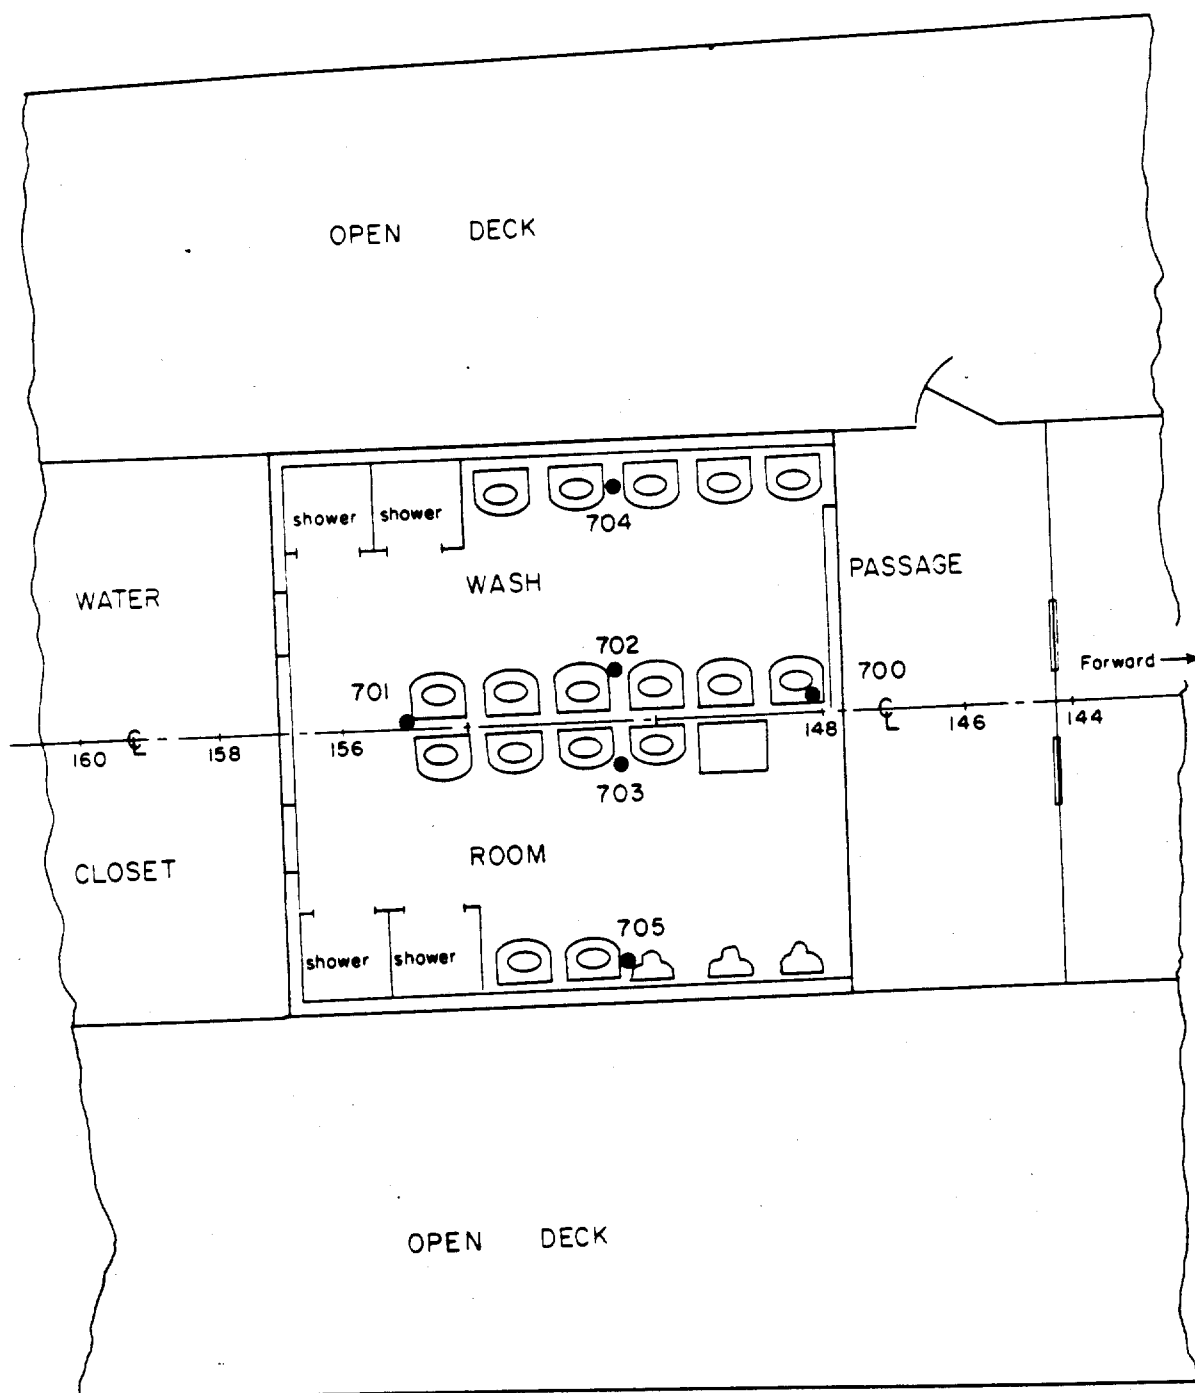 OPEN DECK
shower shower
704
WASH
PASSAGE
WATER
702
700
Forward
701
160 ℄ 158 156 148 ℄ 146 144
703
ROOM
CLOSET
705
shower shower
OPEN DECK